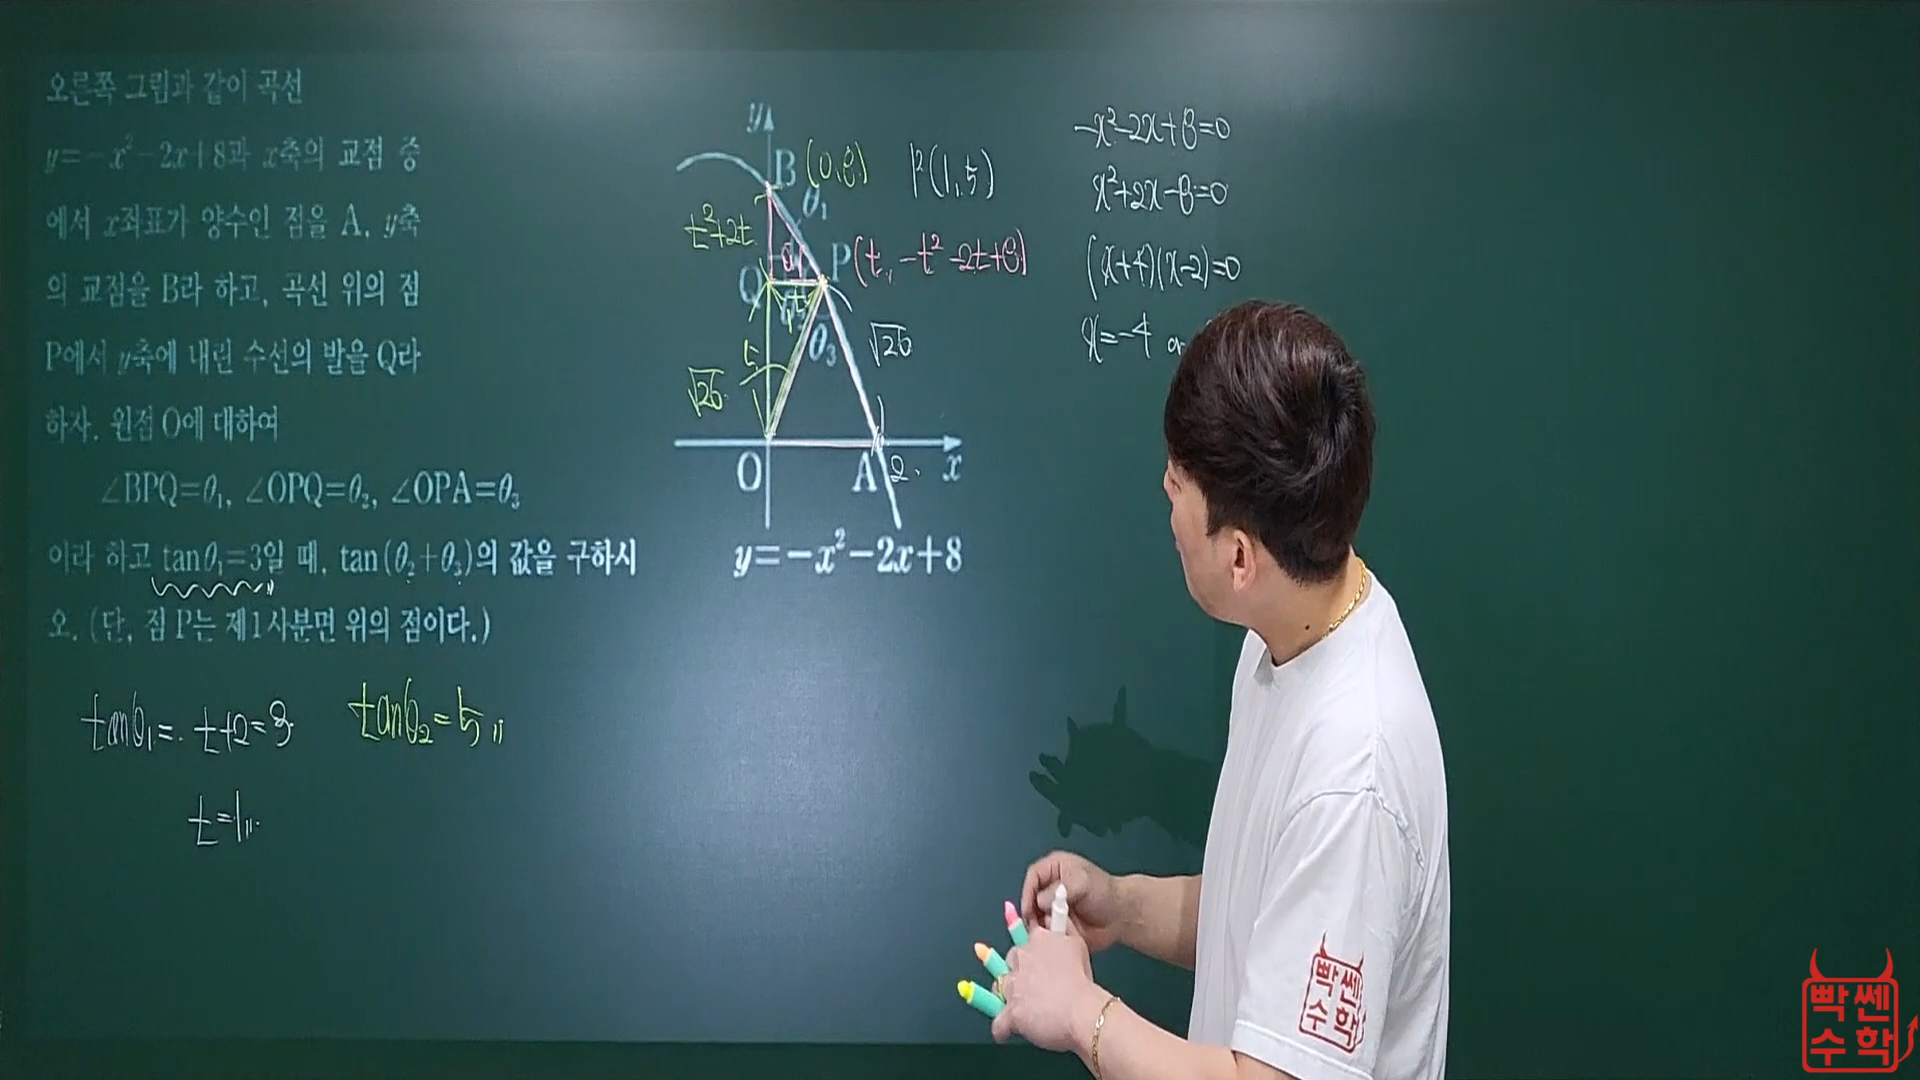 오른쪽 그림과 같이 곡선
y=-x²-2x+8과 x축의 교점 중
에서 x좌표가 양수인 점을 A, y축
의 교점을 B라 하고, 곡선 위의 점
P에서 y축에 내린 수선의 발을 Q라
하자. 원점 O에 대하여
∠BPQ=θ₁, ∠OPQ=θ₂, ∠OPA=θ₃
이라 하고 tanθ₁=3일 때, tan(θ₂+θ₃)의 값을 구하시
오. (단, 점 P는 제1사분면 위의 점이다.)
tanθ₁=. t+2=3.
t=1
tanθ₂=5
y
B (0,8) P(1,5)
θ₁
t²+2t
Q P (t, -t²-2t+8)
θ₃
5
√26
√26
O A 2. x
y=-x²-2x+8
-x²-2x+8=0
x²+2x-8=0
(x+4)(x-2)=0
x=-4
빡쎈
수학
빡쎈
수학